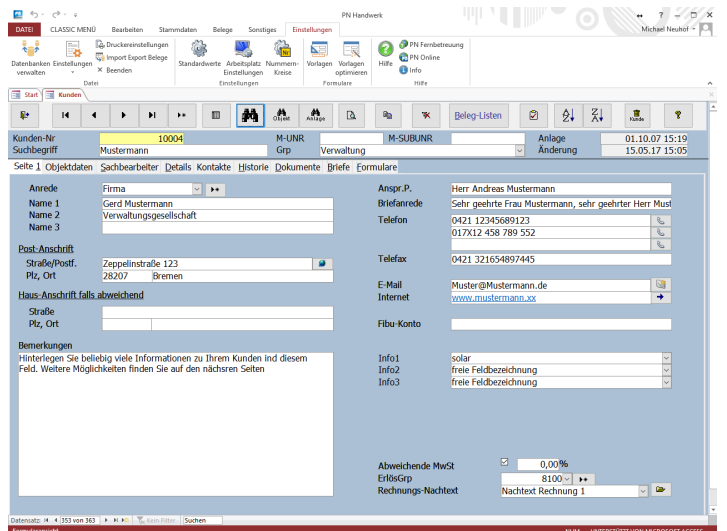 PN Handwerk
?
DATEI CLASSIC MENÜ Bearbeiten Stammdaten Belege Sonstiges Einstellungen Michael Neuhof
Datenbanken verwalten
Einstellungen
Druckereinstellungen
Import Export Belege
Beenden
Datei
Standardwerte
Arbeitsplatz Einstellungen
Nummern-Kreise
Einstellungen
Vorlagen
Vorlagen optimieren
Formulare
Hilfe
PN Fernbetreuung
PN Online
Info
Hilfe
Start Kunden
Objekt Anlage Beleg-Listen Kunde
Kunden-Nr 10004 M-UNR M-SUBUNR Anlage 01.10.07 15:19
Suchbegriff Mustermann Grp Verwaltung Änderung 15.05.17 15:05
Seite 1 Objektdaten Sachbearbeiter Details Kontakte Historie Dokumente Briefe Formulare
Anrede Firma
Name 1 Gerd Mustermann
Name 2 Verwaltungsgesellschaft
Name 3
Post-Anschrift
Straße/Postf. Zeppelinstraße 123
Plz, Ort 28207 Bremen
Haus-Anschrift falls abweichend
Straße
Plz, Ort
Bemerkungen
Hinterlegen Sie beliebig viele Informationen zu Ihrem Kunden ind diesem
Feld. Weitere Möglichkeiten finden Sie auf den nächsren Seiten
Anspr.P. Herr Andreas Mustermann
Briefanrede Sehr geehrte Frau Mustermann, sehr geehrter Herr Must
Telefon 0421 12345689123
017X12 458 789 552
Telefax 0421 321654897445
E-Mail Muster@Mustermann.de
Internet www.mustermann.xx
Fibu-Konto
Info1 solar
Info2 freie Feldbezeichnung
Info3 freie Feldbezeichnung
Abweichende MwSt 0,00%
ErlösGrp 8100
Rechnungs-Nachtext Nachtext Rechnung 1
Datensatz: 353 von 363 Kein Filter Suchen
Formularansicht NUM UNTERSTÜTZT VON MICROSOFT ACCESS